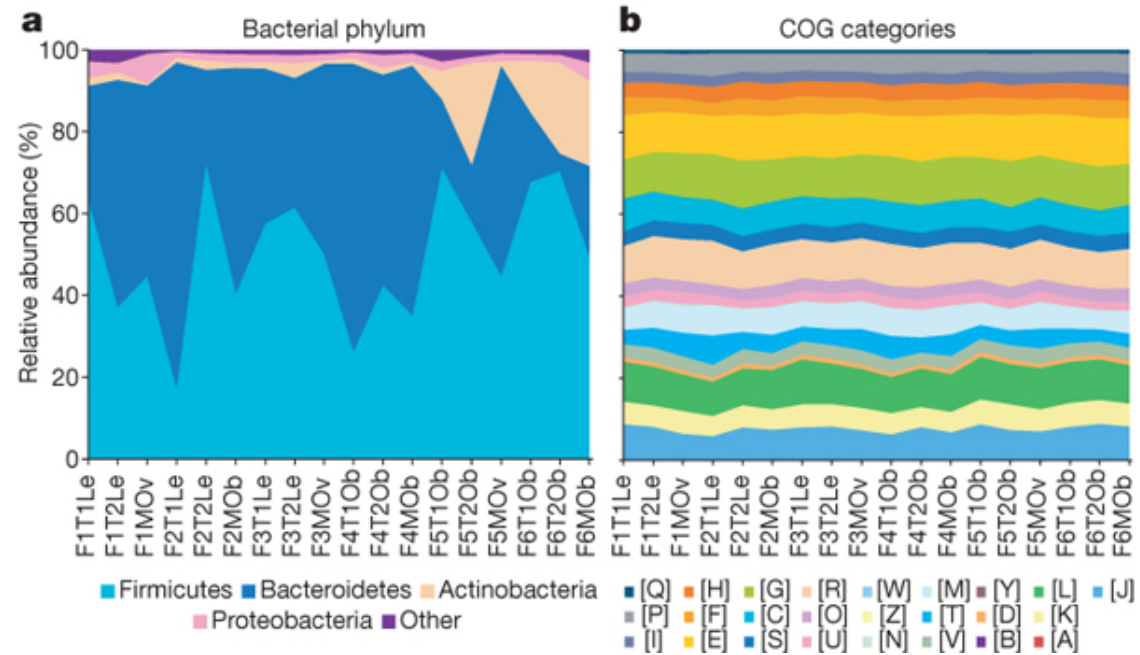 a
Bacterial phylum
Relative abundance (%)
100
80
60
40
20
0
F1T1Le
F1T2Le
F1MOv
F2T1Le
F2T2Le
F2MOb
F3T1Le
F3T2Le
F3MOv
F4T1Ob
F4T2Ob
F4MOb
F5T1Ob
F5T2Ob
F5MOv
F6T1Ob
F6T2Ob
F6MOb
Firmicutes Bacteroidetes Actinobacteria
Proteobacteria Other
b
COG categories
F1T1Le
F1T2Le
F1MOv
F2T1Le
F2T2Le
F2MOb
F3T1Le
F3T2Le
F3MOv
F4T1Ob
F4T2Ob
F4MOb
F5T1Ob
F5T2Ob
F5MOv
F6T1Ob
F6T2Ob
F6MOb
[Q] [H] [G] [R] [W] [M] [Y] [L] [J]
[P] [F] [C] [O] [Z] [T] [D] [K]
[I] [E] [S] [U] [N] [V] [B] [A]